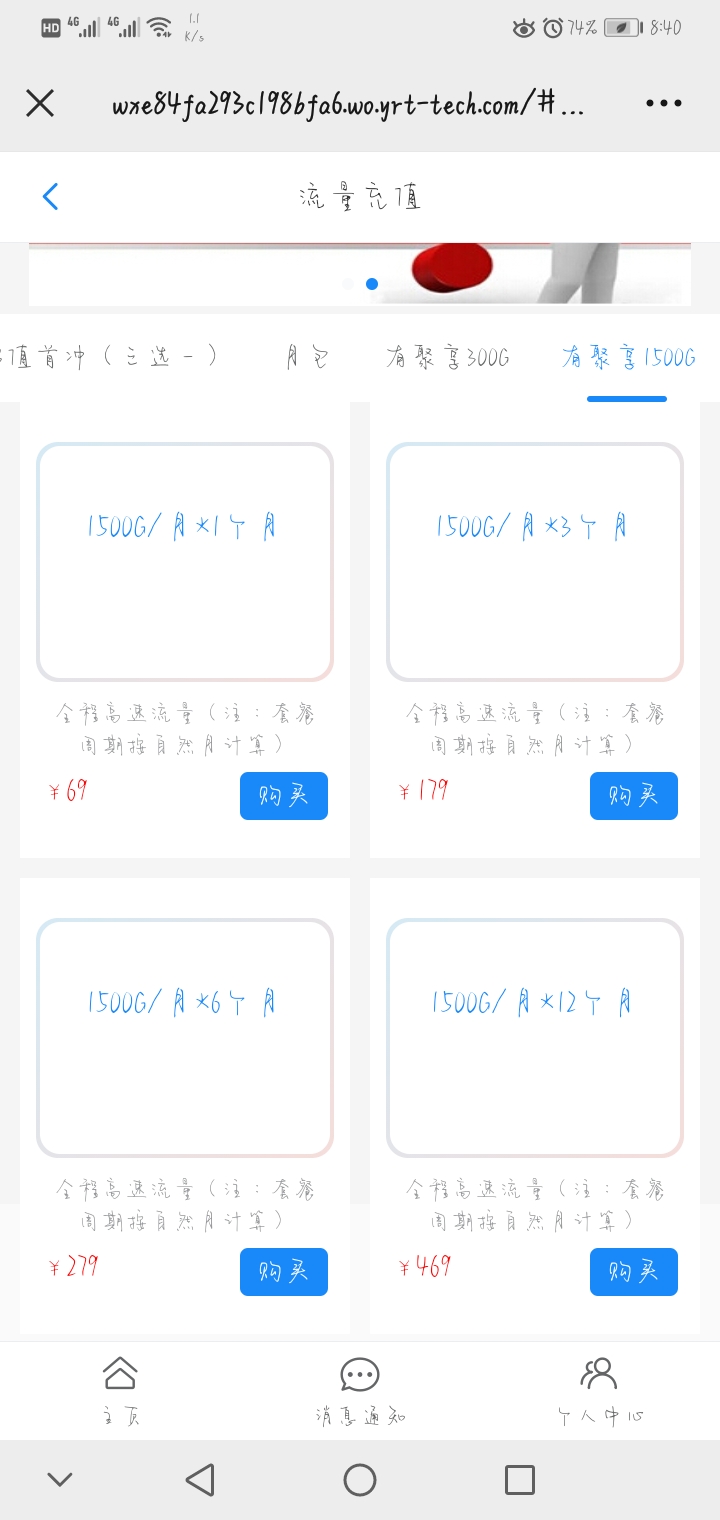 HD 4G 4G 1.1 K/s 74% 8:40
wxe84fa293c198bfa6.wo.yrt-tech.com/#...
流量充值
值首冲（三选一） 月包 有聚享300G 有聚享1500G
1500G/月*1个月
全程高速流量（注：套餐
周期按自然月计算）
¥69 购买
1500G/月*3个月
全程高速流量（注：套餐
周期按自然月计算）
¥179 购买
1500G/月*6个月
全程高速流量（注：套餐
周期按自然月计算）
¥279 购买
1500G/月*12个月
全程高速流量（注：套餐
周期按自然月计算）
¥469 购买
主页 消息通知 个人中心